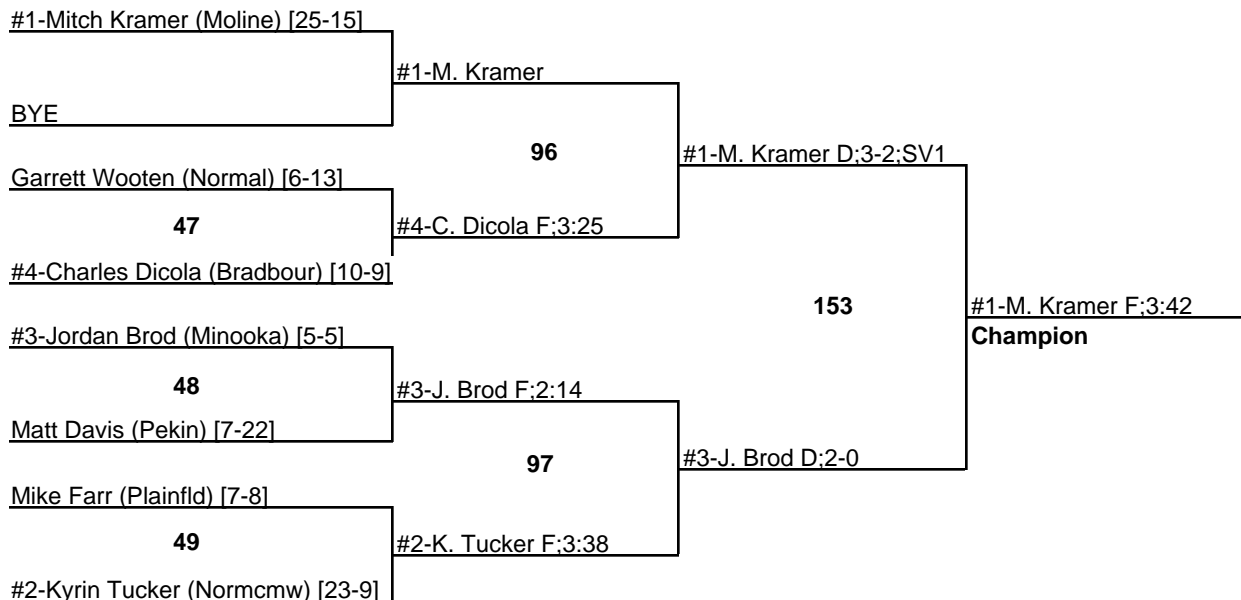 #1-Mitch Kramer (Moline) [25-15]
#1-M. Kramer
BYE
96
#1-M. Kramer D;3-2;SV1
Garrett Wooten (Normal) [6-13]
47
#4-C. Dicola F;3:25
#4-Charles Dicola (Bradbour) [10-9]
153
#1-M. Kramer F;3:42
Champion
#3-Jordan Brod (Minooka) [5-5]
48
#3-J. Brod F;2:14
Matt Davis (Pekin) [7-22]
97
#3-J. Brod D;2-0
Mike Farr (Plainfld) [7-8]
49
#2-K. Tucker F;3:38
#2-Kyrin Tucker (Normcmw) [23-9]